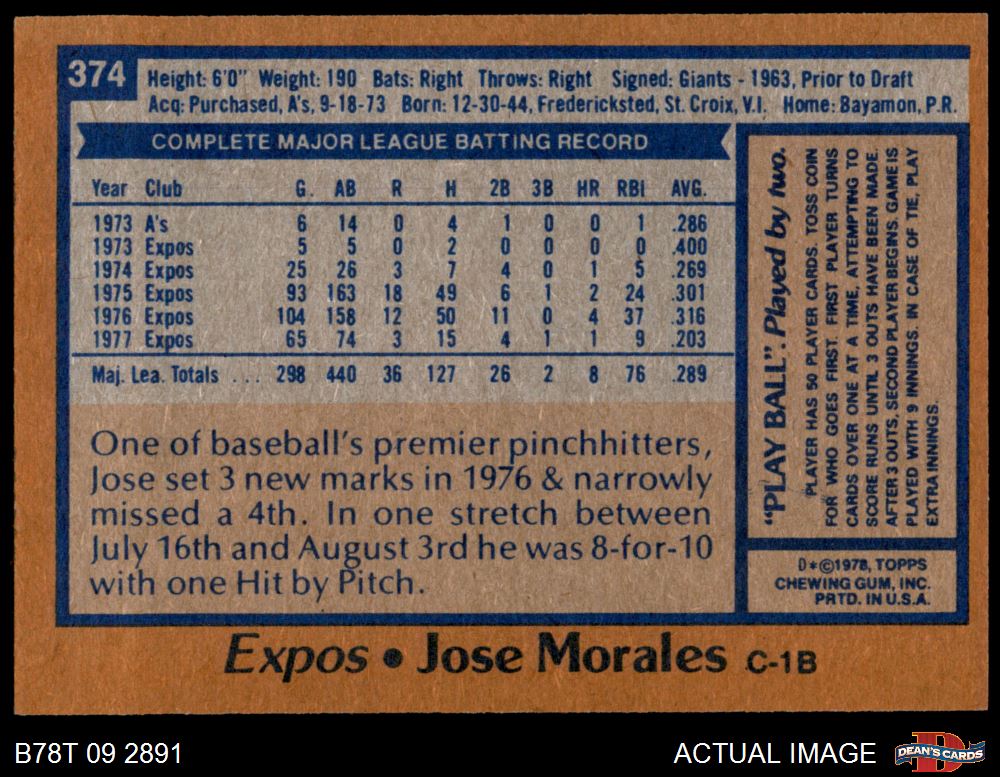 374
Height: 6'0" Weight: 190 Bats: Right Throws: Right Signed: Giants - 1963, Prior to Draft
Acq: Purchased, A's, 9-18-73 Born: 12-30-44, Fredericksted, St. Croix, V.I. Home: Bayamon, P.R.
COMPLETE MAJOR LEAGUE BATTING RECORD
Year Club G. AB R H 2B 3B HR RBI AVG.
1973 A's 6 14 0 4 1 0 0 1 .286
1973 Expos 5 5 0 2 0 0 0 0 .400
1974 Expos 25 26 3 7 4 0 1 5 .269
1975 Expos 93 163 18 49 6 1 2 24 .301
1976 Expos 104 158 12 50 11 0 4 37 .316
1977 Expos 65 74 3 15 4 1 1 9 .203
Maj. Lea. Totals ... 298 440 36 127 26 2 8 76 .289
One of baseball's premier pinchhitters,
Jose set 3 new marks in 1976 & narrowly
missed a 4th. In one stretch between
July 16th and August 3rd he was 8-for-10
with one Hit by Pitch.
"PLAY BALL". Played by two.
PLAYER HAS 50 PLAYER CARDS. TOSS COIN
FOR WHO GOES FIRST. FIRST PLAYER TURNS
CARDS OVER ONE AT A TIME, ATTEMPTING TO
SCORE RUNS UNTIL 3 OUTS HAVE BEEN MADE.
AFTER 3 OUTS, SECOND PLAYER BEGINS. GAME IS
PLAYED WITH 9 INNINGS. IN CASE OF TIE, PLAY
EXTRA INNINGS.
D*©1978, TOPPS
CHEWING GUM, INC.
PRTD. IN U.S.A.
Expos • Jose Morales C-1B
B78T 09 2891
ACTUAL IMAGE
DEAN'S CARDS